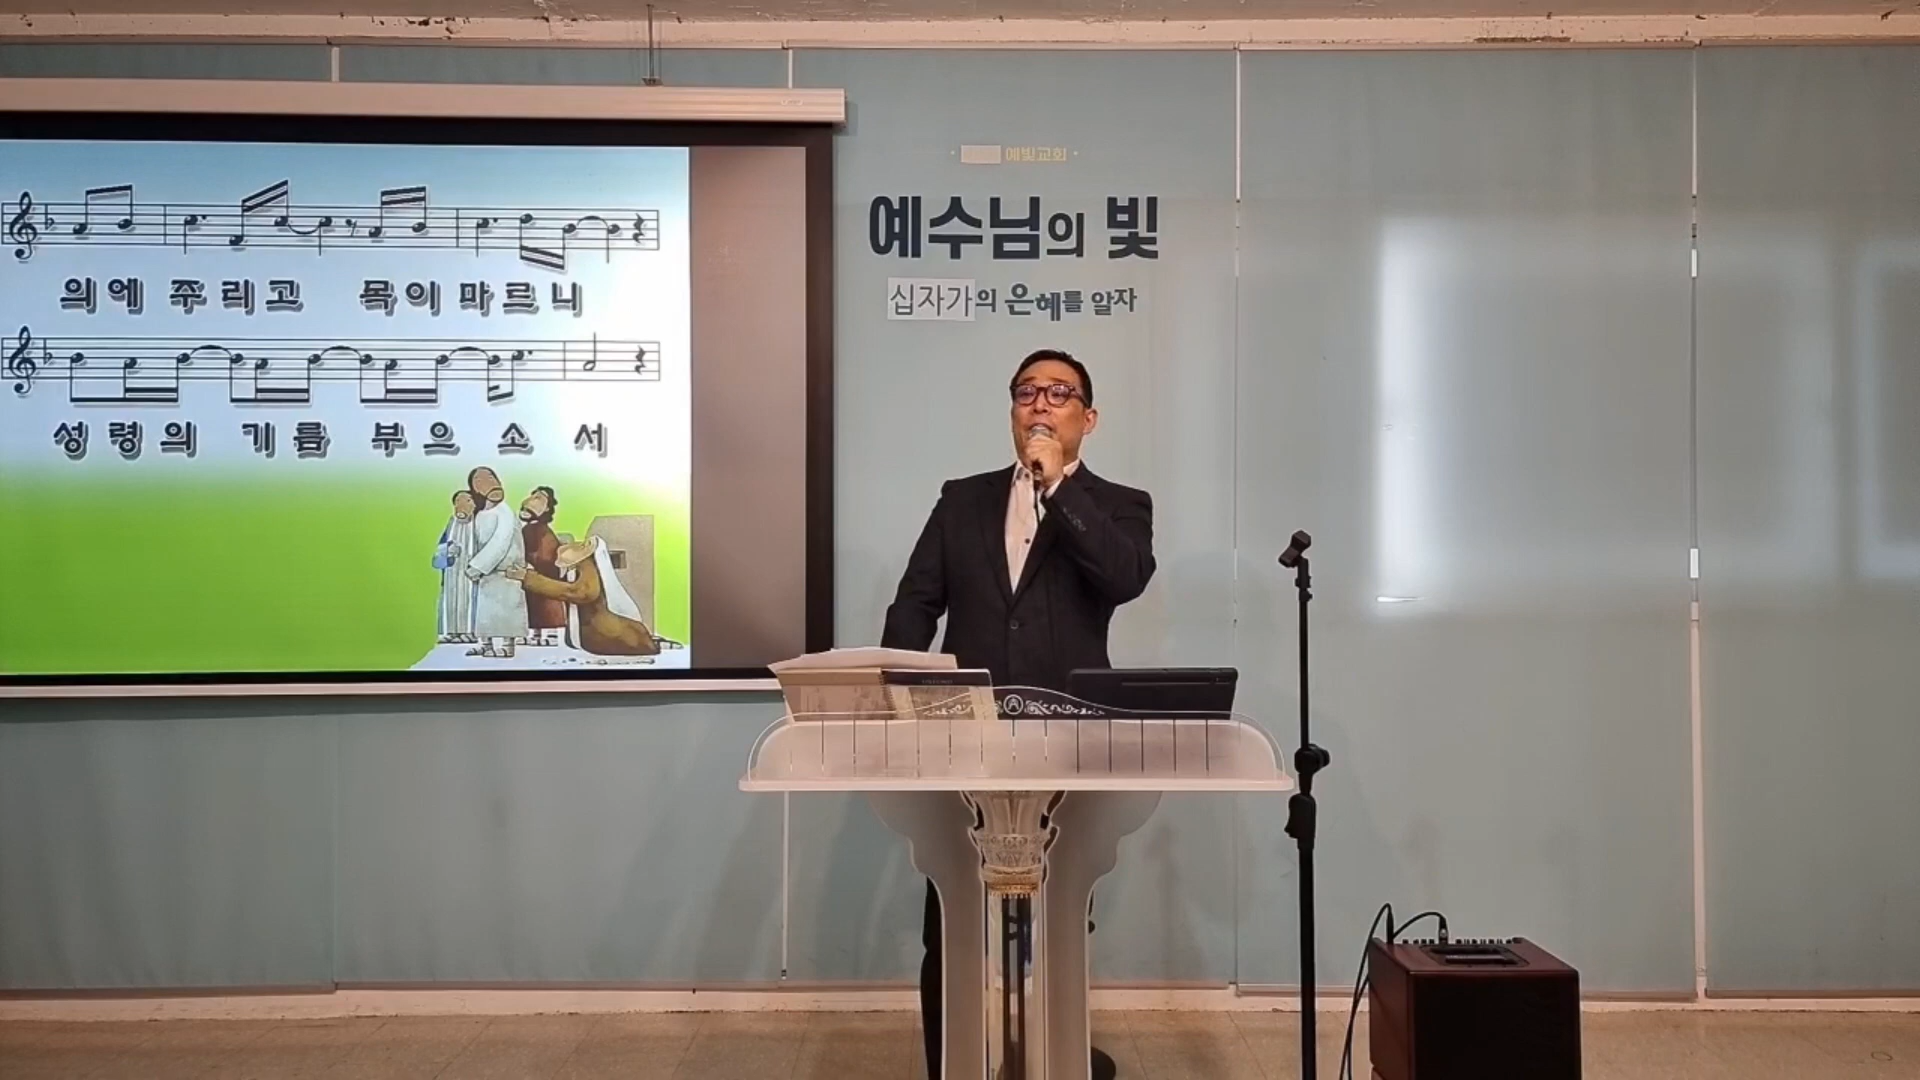 의에 주리고 목이 마르니
성령의 기름 부으소서
예빛교회
예수님의 빛
십자가의 은혜를 알자